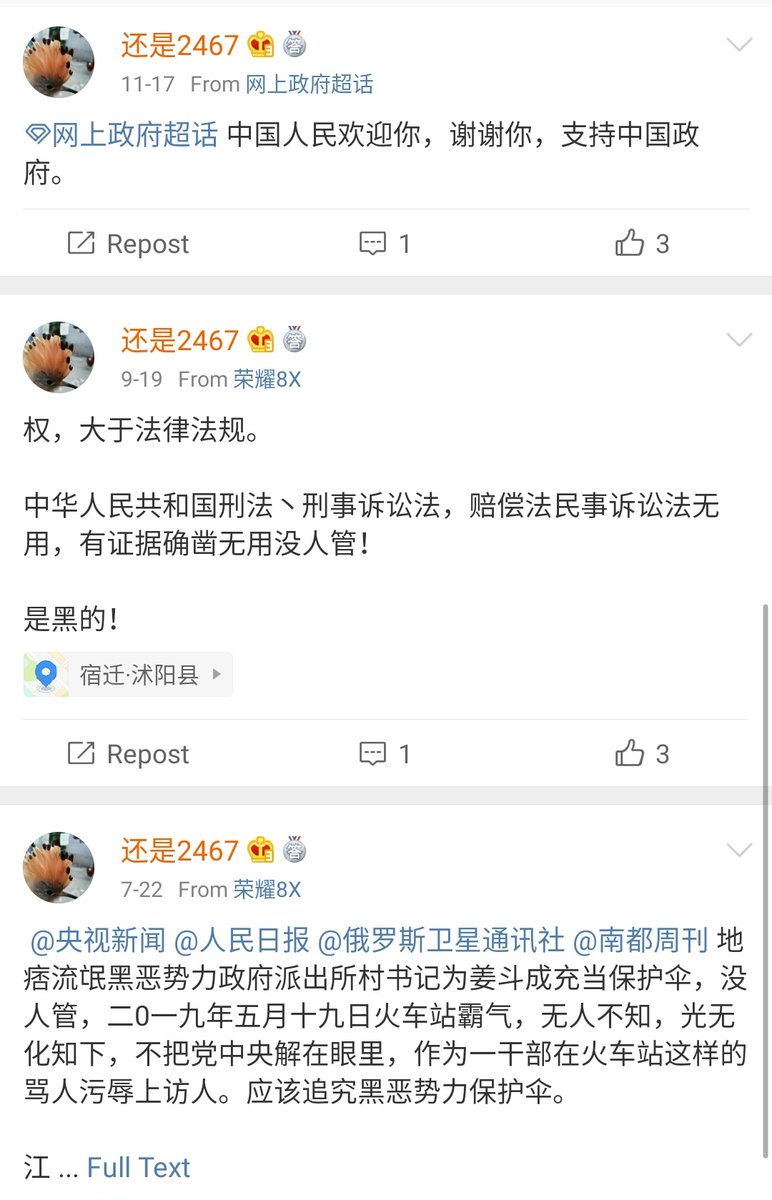 还是2467
11-17 From 网上政府超话
网上政府超话 中国人民欢迎你，谢谢你，支持中国政
府。
Repost 1 3
还是2467
9-19 From 荣耀8X
权，大于法律法规。
中华人民共和国刑法丶刑事诉讼法，赔偿法民事诉讼法无
用，有证据确凿无用没人管！
是黑的！
宿迁·沭阳县
Repost 1 3
还是2467
7-22 From 荣耀8X
@央视新闻 @人民日报 @俄罗斯卫星通讯社 @南都周刊 地
痞流氓黑恶势力政府派出所村书记为姜斗成充当保护伞，没
人管，二0一九年五月十九日火车站霸气，无人不知，光无
化知下，不把党中央解在眼里，作为一干部在火车站这样的
骂人污辱上访人。应该追究黑恶势力保护伞。
江 ... Full Text